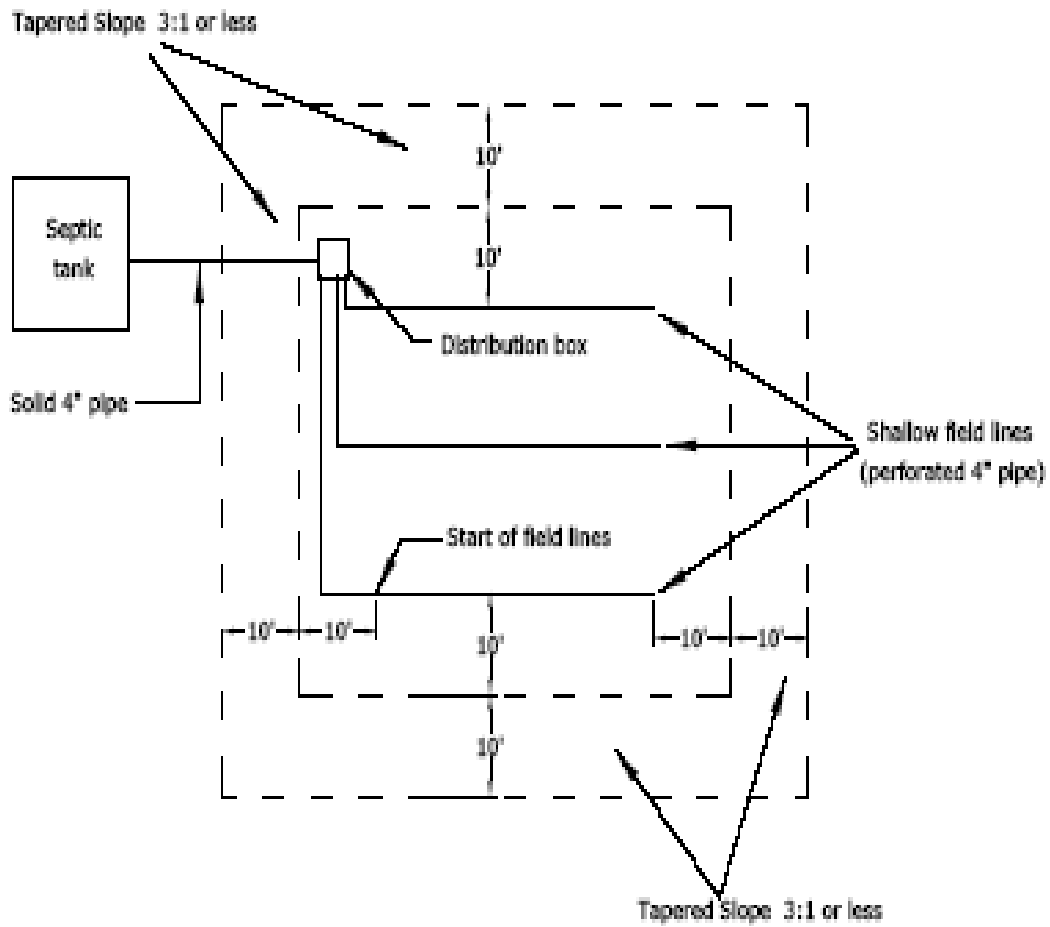 Tapered Slope 3:1 or less
10'
Septic
tank
10'
Distribution box
Solid 4" pipe
Shallow field lines
(perforated 4" pipe)
Start of field lines
10'
10'
10'
10'
10'
10'
Tapered Slope 3:1 or less